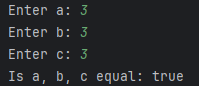 Enter a: 3
Enter b: 3
Enter c: 3
Is a, b, c equal: true